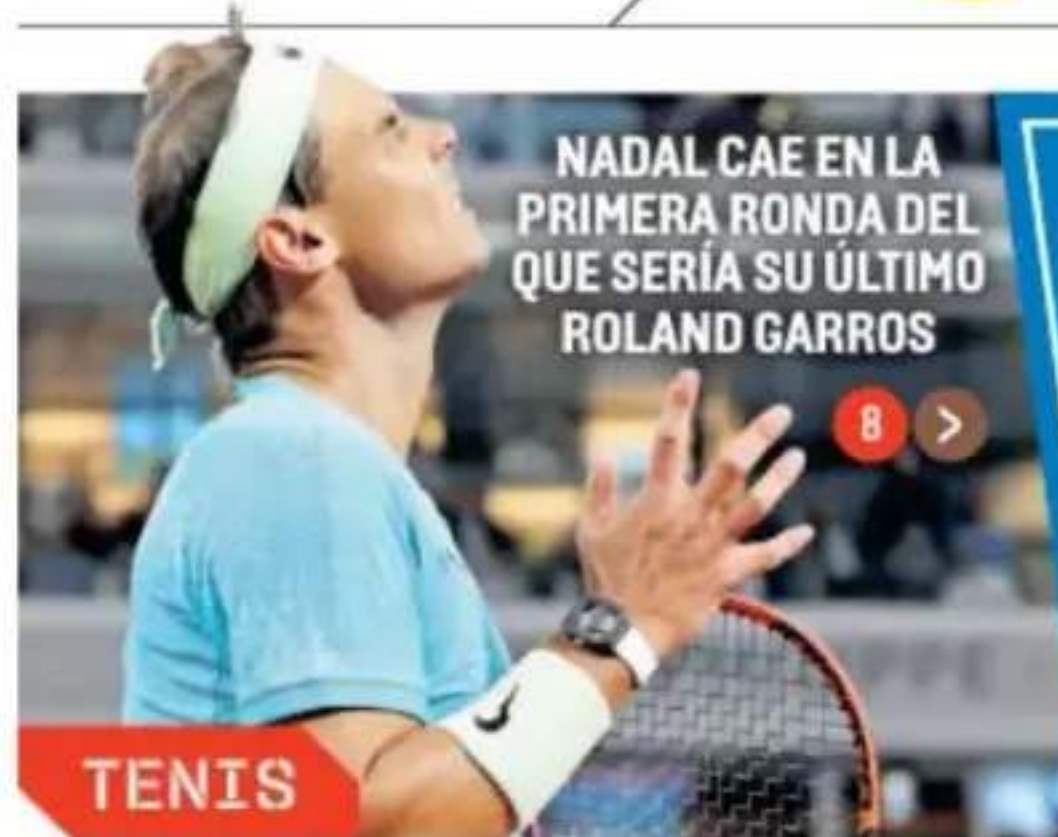 NADAL CAE EN LA
PRIMERA RONDA DEL
QUE SERÍA SU ÚLTIMO
ROLAND GARROS
8 >
TENIS